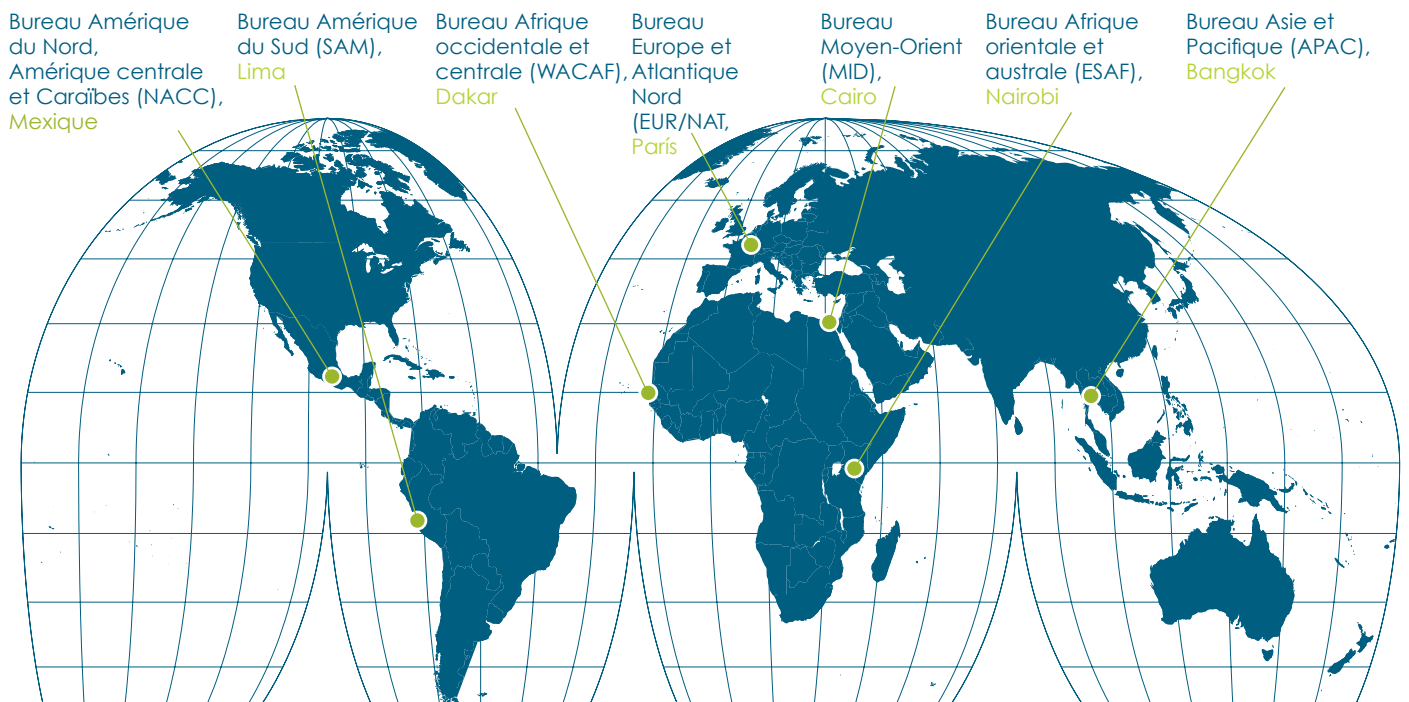 Bureau Amérique
du Nord,
Amérique centrale
et Caraïbes (NACC),
Mexique
Bureau Amérique
du Sud (SAM),
Lima
Bureau Afrique
occidentale et
centrale (WACAF),
Dakar
Bureau
Europe et
Atlantique
Nord
(EUR/NAT,
París
Bureau
Moyen-Orient
(MID),
Cairo
Bureau Afrique
orientale et
australe (ESAF),
Nairobi
Bureau Asie et
Pacifique (APAC),
Bangkok